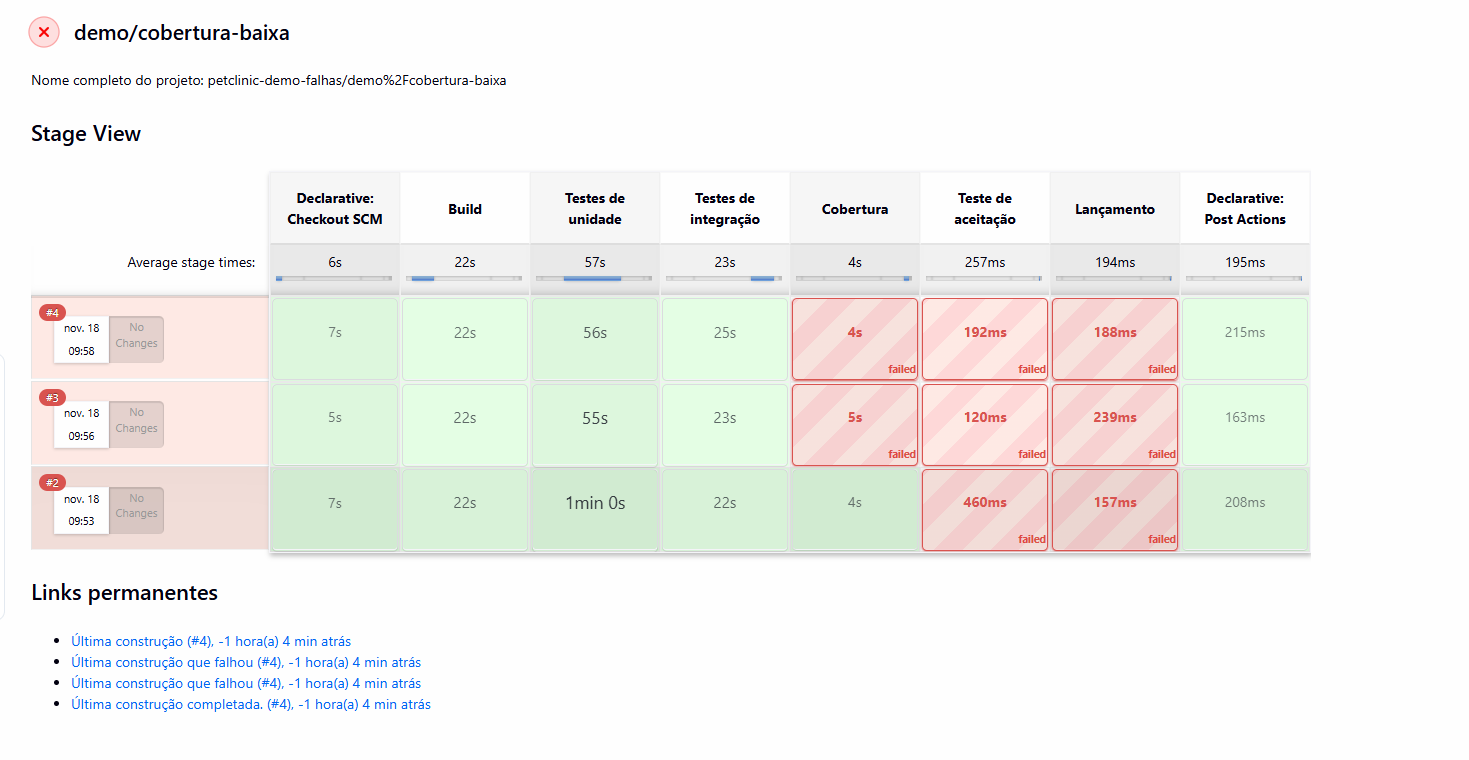 demo/cobertura-baixa
Nome completo do projeto: petclinic-demo-falhas/demo%2Fcobertura-baixa
Stage View
Declarative: Checkout SCM
Build
Testes de unidade
Testes de integração
Cobertura
Teste de aceitação
Lançamento
Declarative: Post Actions
Average stage times:
6s
22s
57s
23s
4s
257ms
194ms
195ms
#4
nov. 18
09:58
No Changes
7s
22s
56s
25s
4s
failed
192ms
failed
188ms
failed
215ms
#3
nov. 18
09:56
No Changes
5s
22s
55s
23s
5s
failed
120ms
failed
239ms
failed
163ms
#2
nov. 18
09:53
No Changes
7s
22s
1min 0s
22s
4s
460ms
failed
157ms
failed
208ms
Links permanentes
Última construção (#4), -1 hora(a) 4 min atrás
Última construção que falhou (#4), -1 hora(a) 4 min atrás
Última construção que falhou (#4), -1 hora(a) 4 min atrás
Última construção completada. (#4), -1 hora(a) 4 min atrás